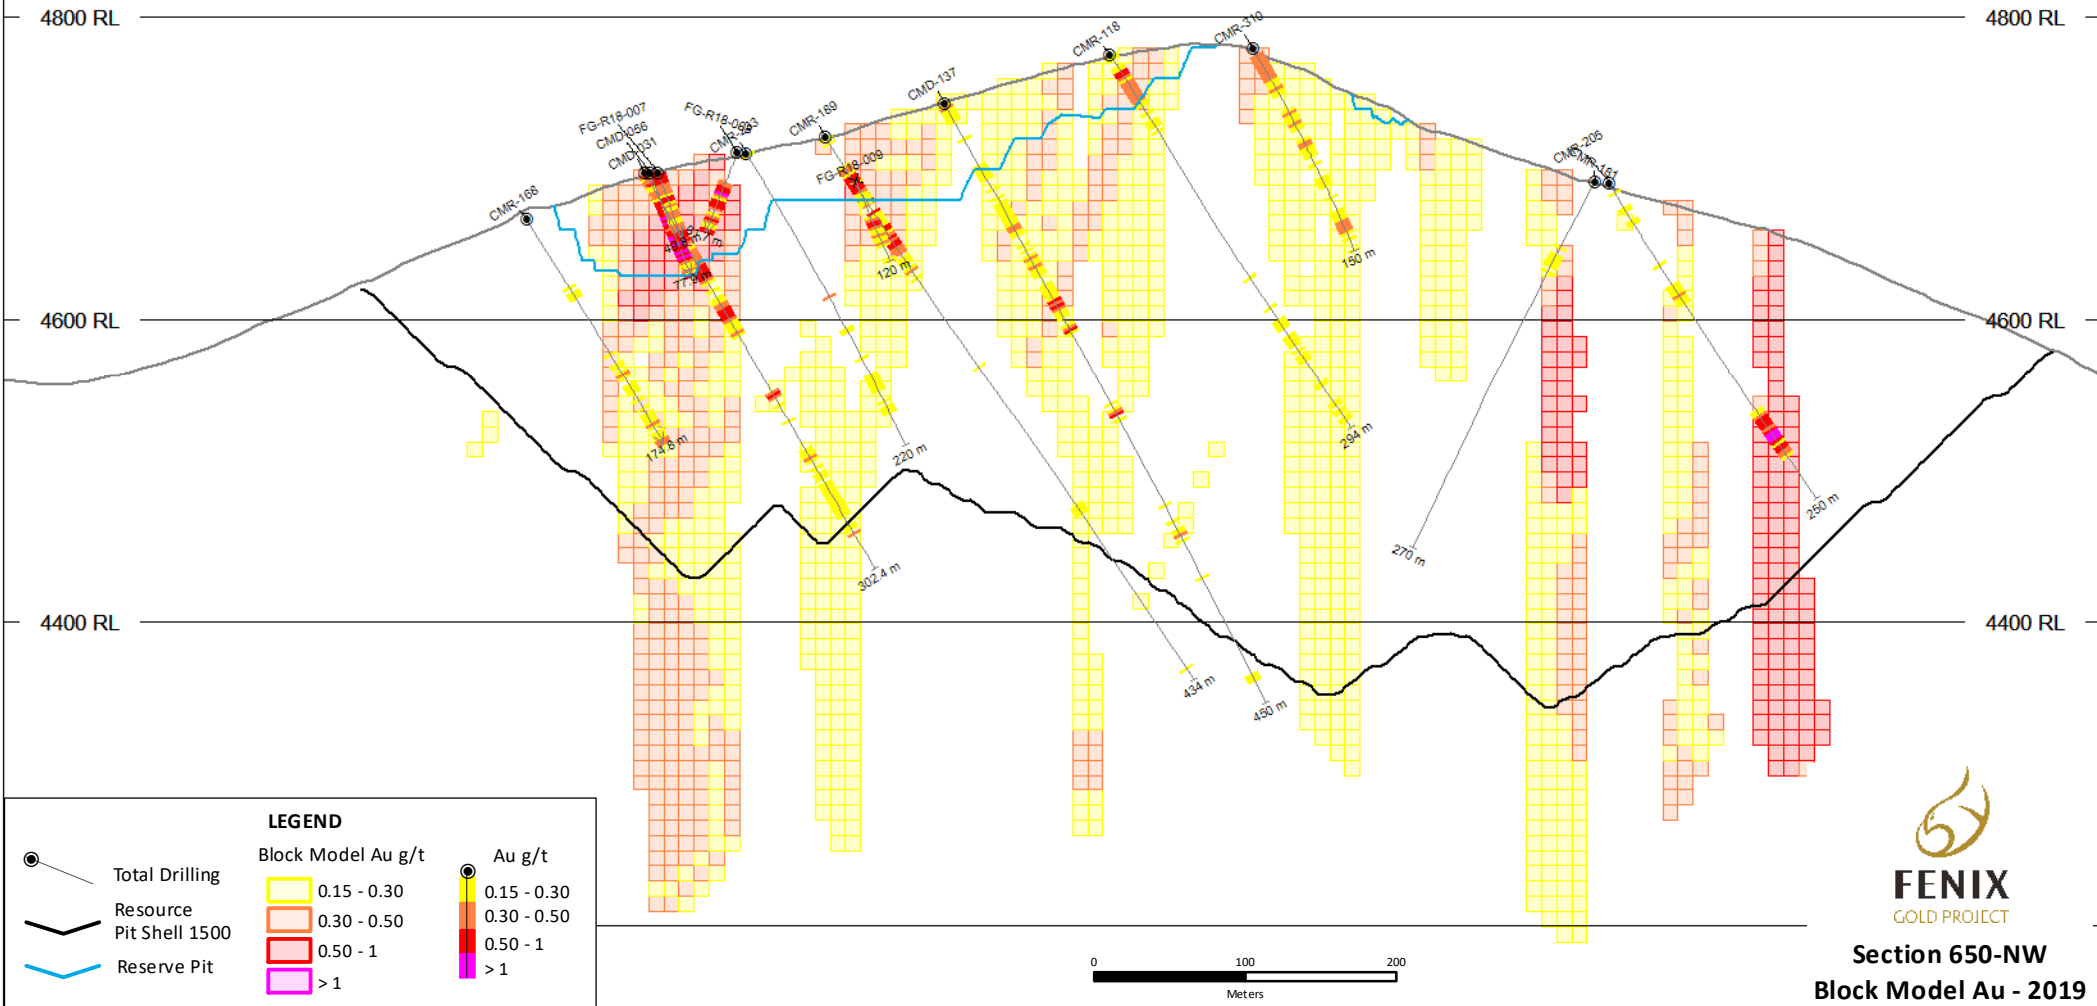 4800 RL
4800 RL
CMR-310
CMR-118
CMD-137
FG-R18-007
CMD-056
CMD-031
CMR-189
FG-R18-009
CMR-168
CMR-205
CMR-181
120 m
150 m
4600 RL
4600 RL
174.8 m
220 m
294 m
250 m
270 m
302.4 m
4400 RL
4400 RL
434 m
450 m
LEGEND
Total Drilling
Resource
Pit Shell 1500
Reserve Pit
Block Model Au g/t
0.15 - 0.30
0.30 - 0.50
0.50 - 1
> 1
Au g/t
0.15 - 0.30
0.30 - 0.50
0.50 - 1
> 1
0 100 200
Meters
FENIX
GOLD PROJECT
Section 650-NW
Block Model Au - 2019